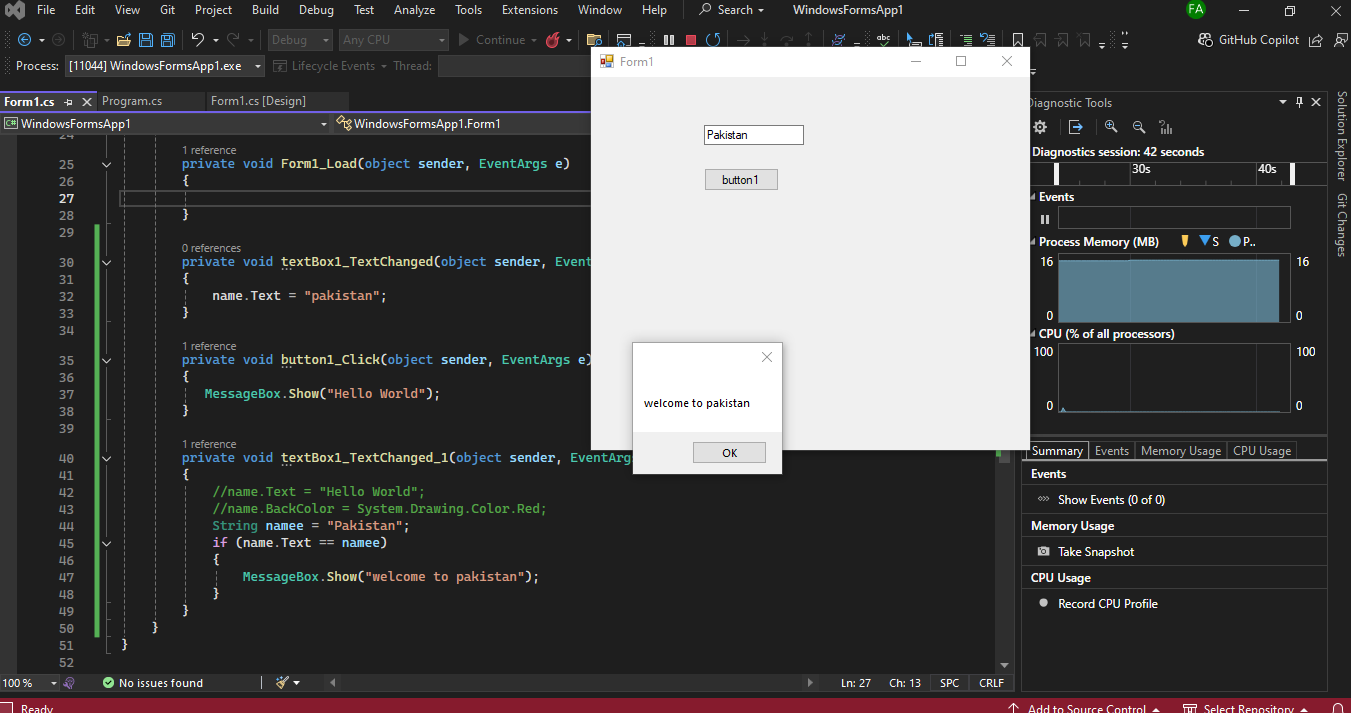 File Edit View Git Project Build Debug Test Analyze Tools Extensions Window Help Search WindowsFormsApp1 FA
Debug Any CPU Continue abc GitHub Copilot
Process: [11044] WindowsFormsApp1.exe Lifecycle Events Thread:
Form1.cs Program.cs Form1.cs [Design]
C# WindowsFormsApp1 WindowsFormsApp1.Form1
24
1 reference
25 private void Form1_Load(object sender, EventArgs e)
26 {
27
28 }
29
0 references
30 private void textBox1_TextChanged(object sender, Event
31 {
32 name.Text = "pakistan";
33 }
34
1 reference
35 private void button1_Click(object sender, EventArgs e)
36 {
37 MessageBox.Show("Hello World");
38 }
39
1 reference
40 private void textBox1_TextChanged_1(object sender, EventArg
41 {
42 //name.Text = "Hello World";
43 //name.BackColor = System.Drawing.Color.Red;
44 String namee = "Pakistan";
45 if (name.Text == namee)
46 {
47 MessageBox.Show("welcome to pakistan");
48 }
49 }
50 }
51 }
52
100 % No issues found Ln: 27 Ch: 13 SPC CRLF
Ready Add to Source Control Select Repository
Form1
Pakistan
button1
welcome to pakistan
OK
Diagnostic Tools
Diagnostics session: 42 seconds
30s 40s
Events
Process Memory (MB) S P..
16 16
0 0
CPU (% of all processors)
100 100
0 0
Summary Events Memory Usage CPU Usage
Events
Show Events (0 of 0)
Memory Usage
Take Snapshot
CPU Usage
Record CPU Profile
Solution Explorer
Git Changes